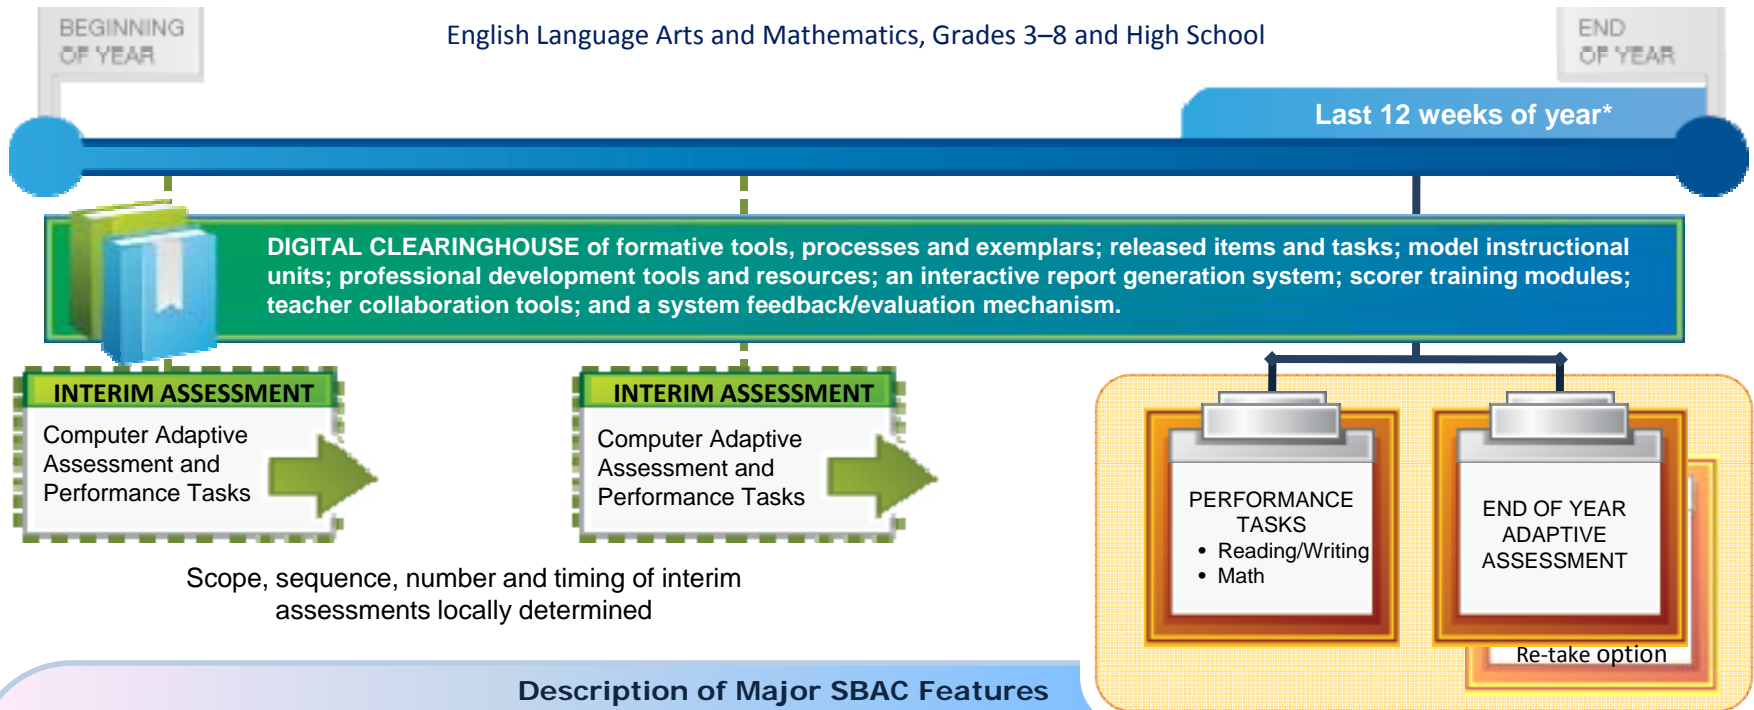 BEGINNING
OF YEAR
English Language Arts and Mathematics, Grades 3–8 and High School
END
OF YEAR
Last 12 weeks of year*
DIGITAL CLEARINGHOUSE of formative tools, processes and exemplars; released items and tasks; model instructional
units; professional development tools and resources; an interactive report generation system; scorer training modules;
teacher collaboration tools; and a system feedback/evaluation mechanism.
INTERIM ASSESSMENT
Computer Adaptive
Assessment and
Performance Tasks
INTERIM ASSESSMENT
Computer Adaptive
Assessment and
Performance Tasks
Scope, sequence, number and timing of interim
assessments locally determined
PERFORMANCE
TASKS
• Reading/Writing
• Math
END OF YEAR
ADAPTIVE
ASSESSMENT
Re-take option
Description of Major SBAC Features